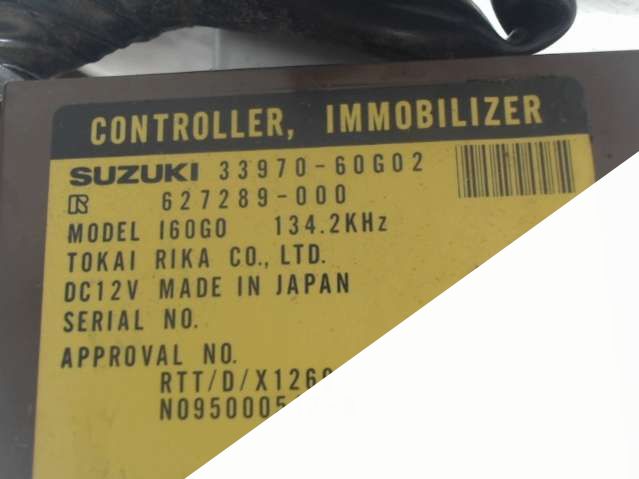 CONTROLLER, IMMOBILIZER
SUZUKI 33970-60G02
627289-000
MODEL I60G0 134.2KHz
TOKAI RIKA CO., LTD.
DC12V MADE IN JAPAN
SERIAL NO.
APPROVAL NO.